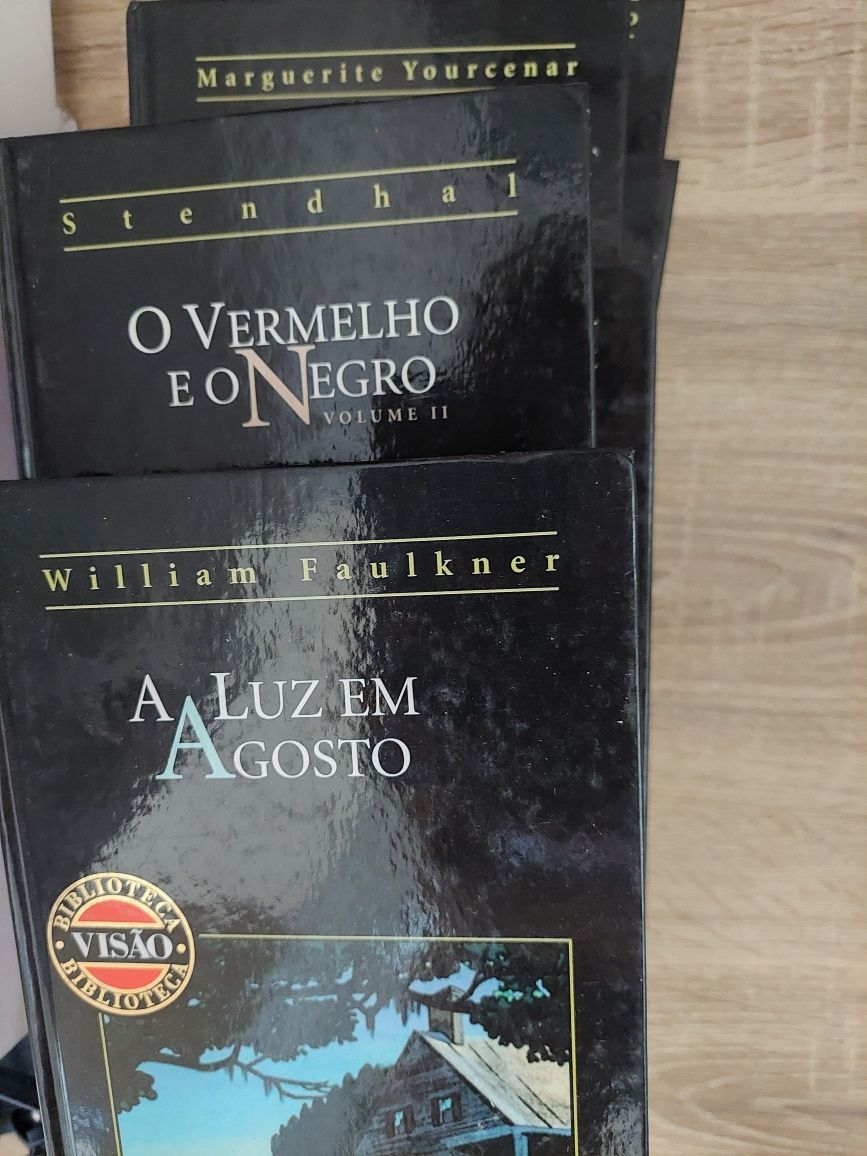 Marguerite Yourcenar
Stendhal
O VERMELHO
E O NEGRO
VOLUME II
William Faulkner
A LUZ EM
AGOSTO
BIBLIOTECA
VISÃO
BIBLIOTECA